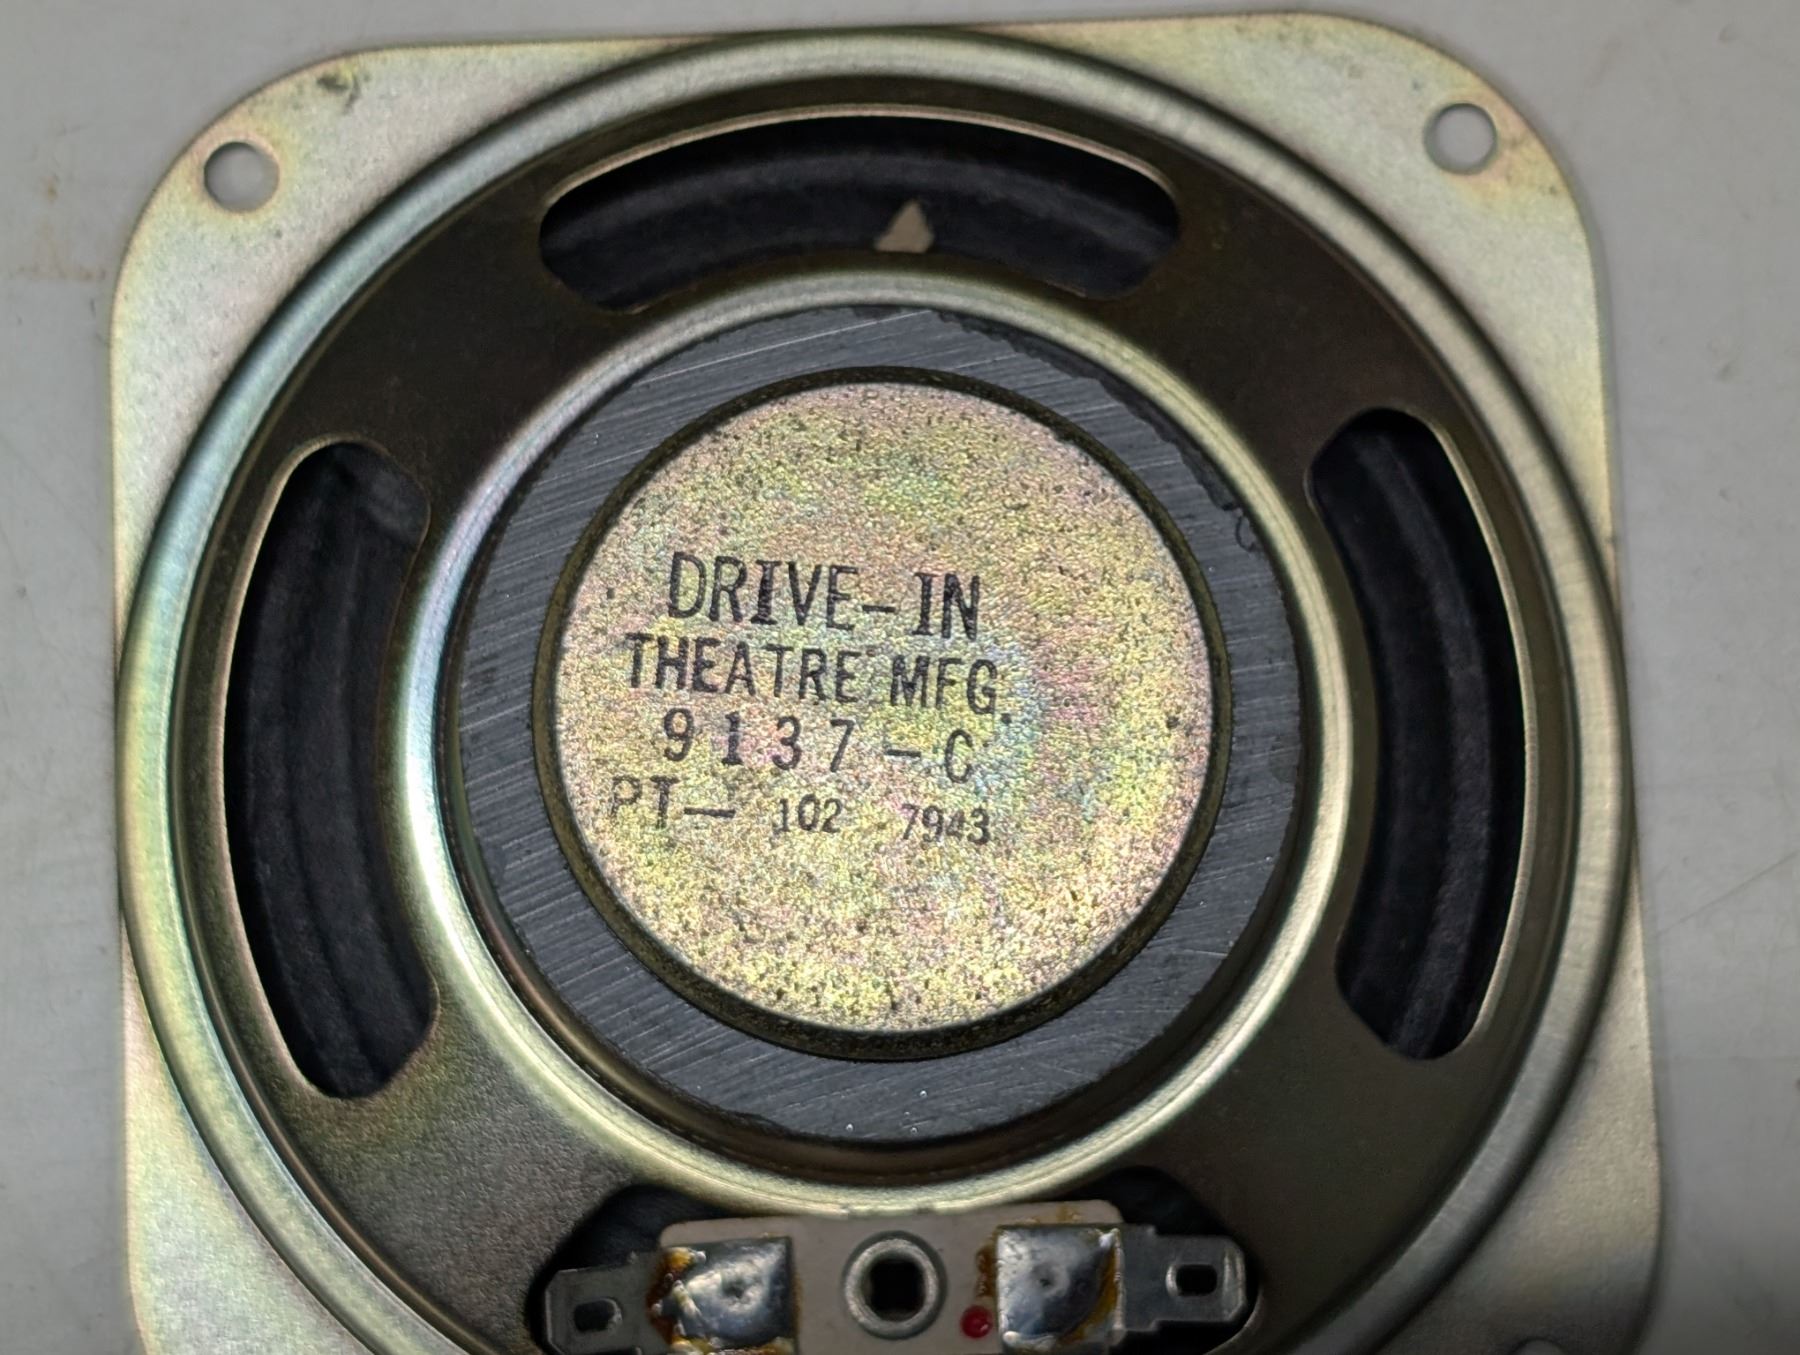 DRIVE-IN
THEATRE MFG.
9137-C
PT- 102 7943